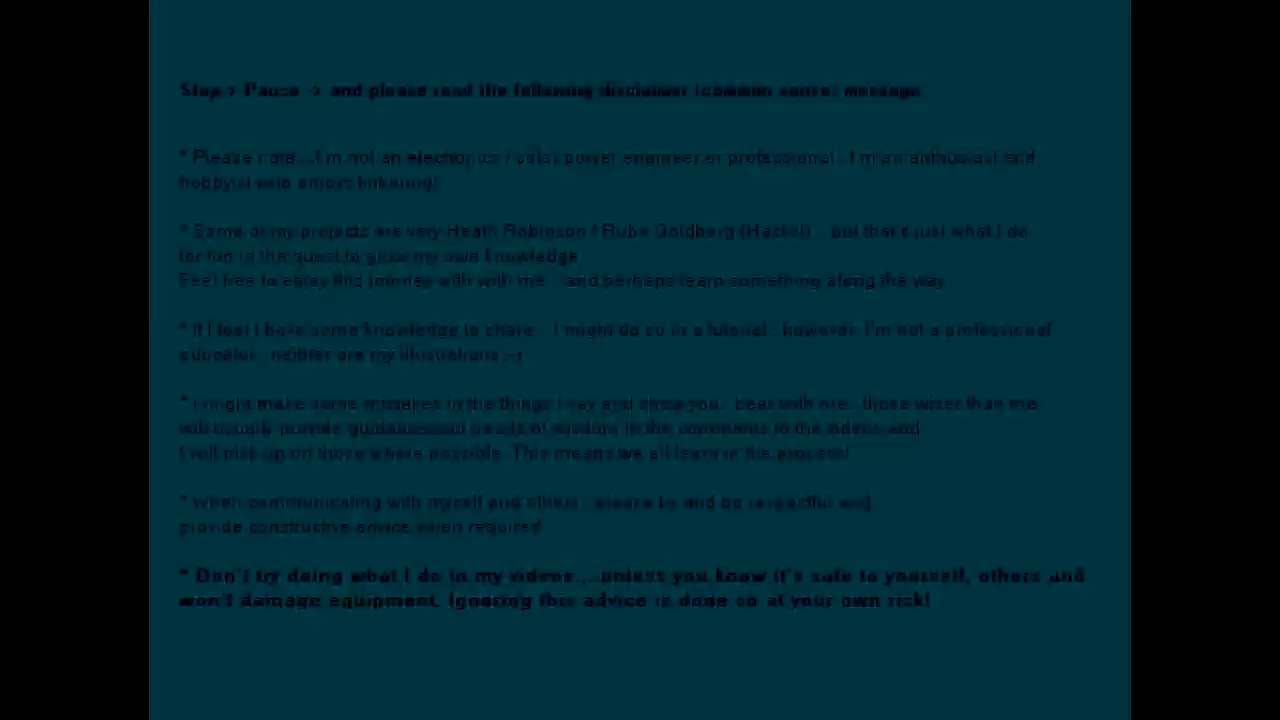 Stop > Pause -> and please read the following disclaimer (common sense) message
* Please note...I'm not an electronics / solar power engineer or professional.. I'm an enthusiast and
hobbyist who enjoys tinkering!
* Some of my projects are very Heath Robinson / Rube Goldberg (Hacks!)... but that's just what I do
for fun in the quest to grow my own knowledge
Feel free to enjoy this journey with with me... and perhaps learn something along the way
* If I feel I have some knowledge to share... I might do so in a tutorial.. however, I'm not a professional
educator.. neither are my illustrations :-)
* I might make some mistakes in the things I say and show you.. bear with me.. those wiser than me
will usually provide guidance and of wisdom in the comments to the videos and
I will pick up on those where possible. This means we all learn in the process!
* When communicating with myself and others.. please try and be respectful and
provide constructive advice when required
* Don't try doing what I do in my videos.....unless you know it's safe to yourself, others and
won't damage equipment. Ignoring this advice is done so at your own risk!